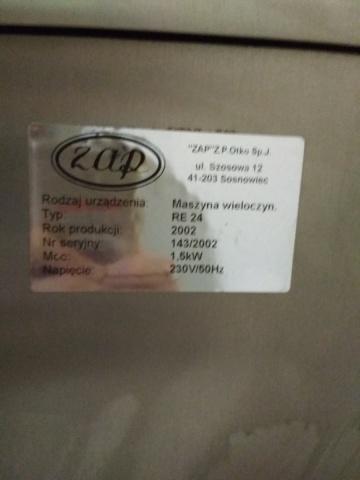 zap
"ZAP"Z.P.Otko Sp.J.
ul. Szosowa 12
41-203 Sosnowiec
Rodzaj urządzenia: Maszyna wieloczyn.
Typ: RE 24
Rok produkcji: 2002
Nr seryjny: 143/2002
Moc: 1,5kW
Napięcie: 230V/50Hz